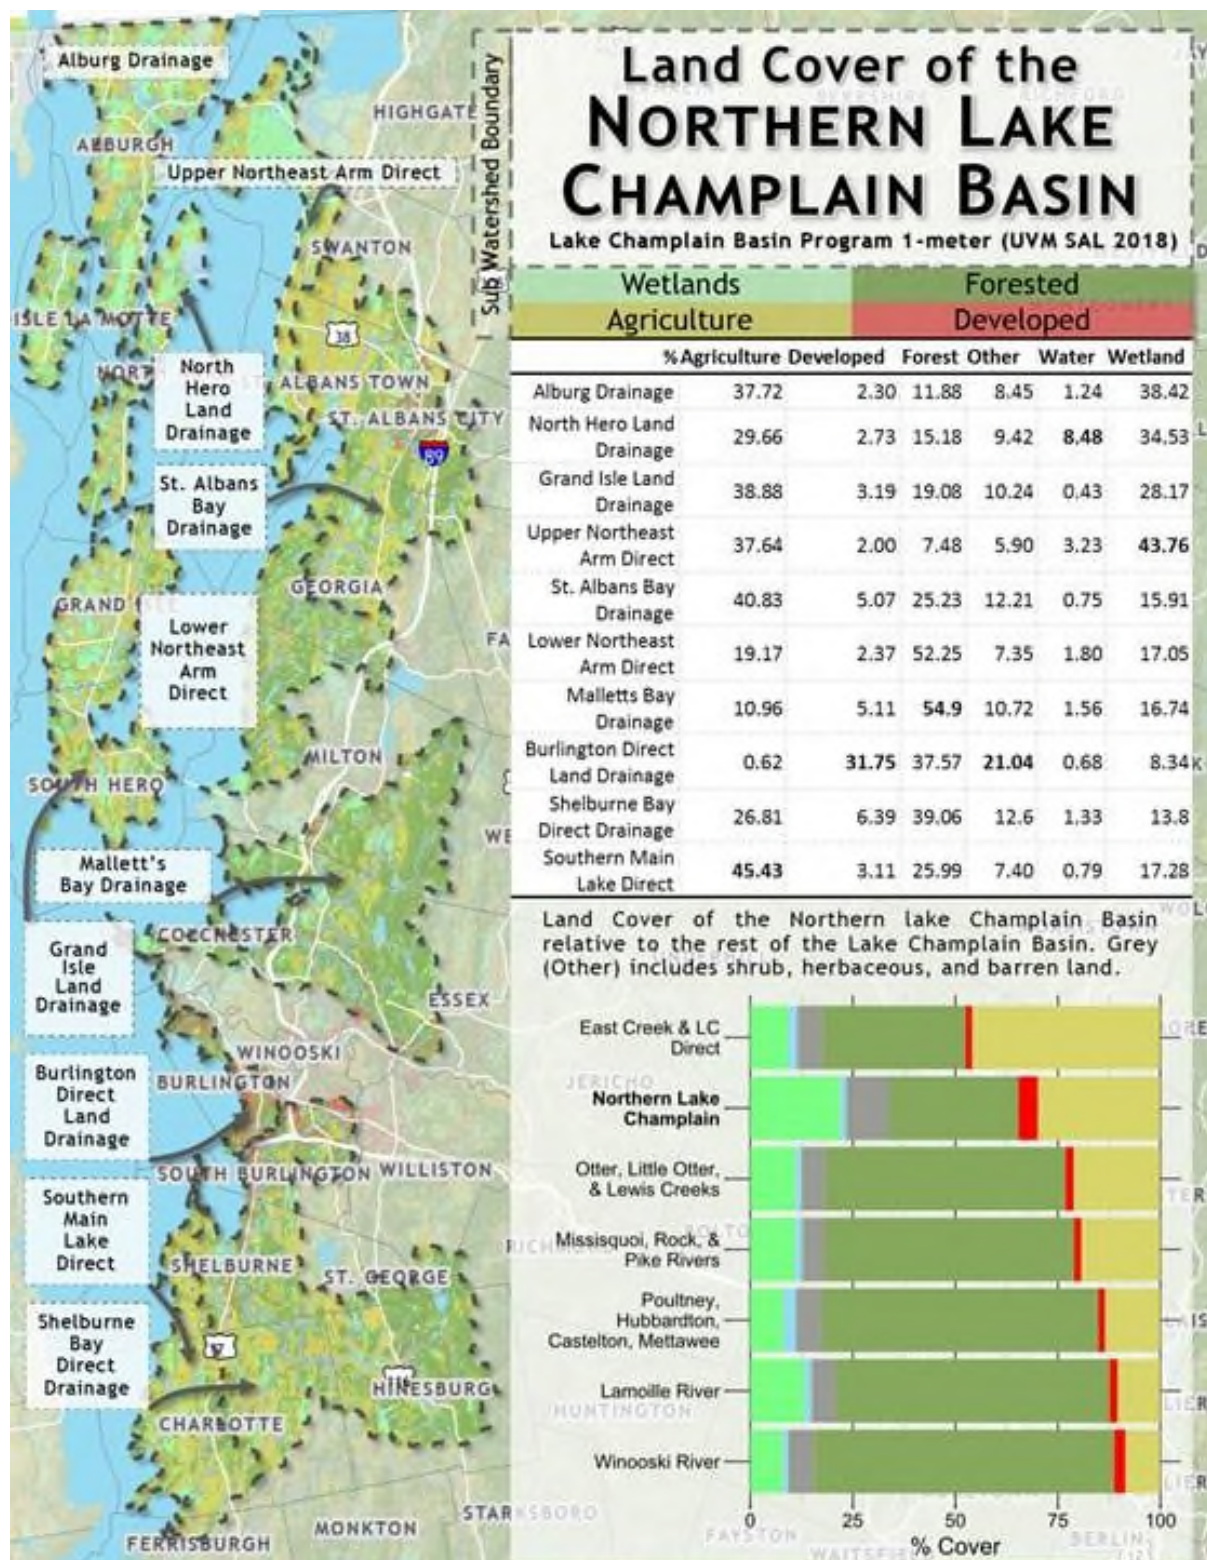 Land Cover of the
NORTHERN LAKE
CHAMPLAIN BASIN
Lake Champlain Basin Program 1-meter (UVM SAL 2018)
Sub Watershed Boundary
Wetlands Forested
Agriculture Developed
% Agriculture Developed Forest Other Water Wetland
Alburg Drainage 37.72 2.30 11.88 8.45 1.24 38.42
North Hero Land
Drainage 29.66 2.73 15.18 9.42 8.48 34.53
Grand Isle Land
Drainage 38.88 3.19 19.08 10.24 0.43 28.17
Upper Northeast
Arm Direct 37.64 2.00 7.48 5.90 3.23 43.76
St. Albans Bay
Drainage 40.83 5.07 25.23 12.21 0.75 15.91
Lower Northeast
Arm Direct 19.17 2.37 52.25 7.35 1.80 17.05
Malletts Bay
Drainage 10.96 5.11 54.9 10.72 1.56 16.74
Burlington Direct
Land Drainage 0.62 31.75 37.57 21.04 0.68 8.34
Shelburne Bay
Direct Drainage 26.81 6.39 39.06 12.6 1.33 13.8
Southern Main
Lake Direct 45.43 3.11 25.99 7.40 0.79 17.28
Land Cover of the Northern lake Champlain Basin
relative to the rest of the Lake Champlain Basin. Grey
(Other) includes shrub, herbaceous, and barren land.
East Creek & LC
Direct
Northern Lake
Champlain
Otter, Little Otter,
& Lewis Creeks
Missisquoi, Rock, &
Pike Rivers
Poultney,
Hubbardton,
Castelton, Mettawee
Lamoille River
Winooski River
0 25 50 75 100
% Cover
Alburg Drainage
HIGHGATE
ALBURGH
Upper Northeast Arm Direct
SWANTON
ISLE LA MOTTE
38
North
Hero
Land
Drainage
ST. ALBANS TOWN
ST. ALBANS CITY
89
St. Albans
Bay
Drainage
GEORGIA
GRAND ISLE
Lower
Northeast
Arm
Direct
MILTON
SOUTH HERO
Mallett's
Bay Drainage
COLCHESTER
Grand
Isle
Land
Drainage
ESSEX
WINOOSKI
Burlington
Direct
Land
Drainage
BURLINGTON
SOUTH BURLINGTON
WILLISTON
Southern
Main
Lake
Direct
SHELBURNE
ST. GEORGE
Shelburne
Bay
Direct
Drainage
HINESBURG
CHARLOTTE
HUNTINGTON
JERICHO
STARKSBORO
MONKTON
FERRISBURGH
FAYSTON